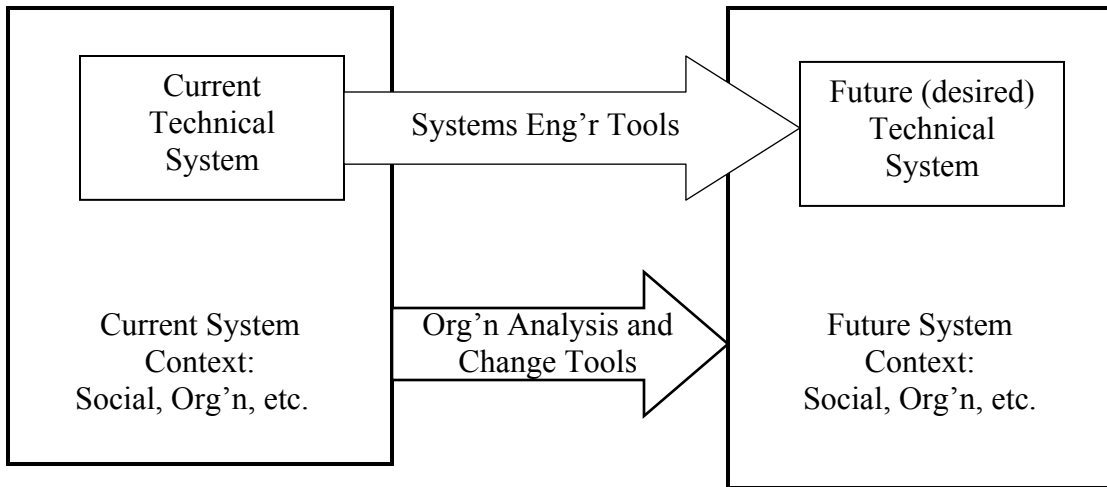 Current
Technical
System
Systems Eng’r Tools
Future (desired)
Technical
System
Current System
Context:
Social, Org’n, etc.
Org’n Analysis and
Change Tools
Future System
Context:
Social, Org’n, etc.